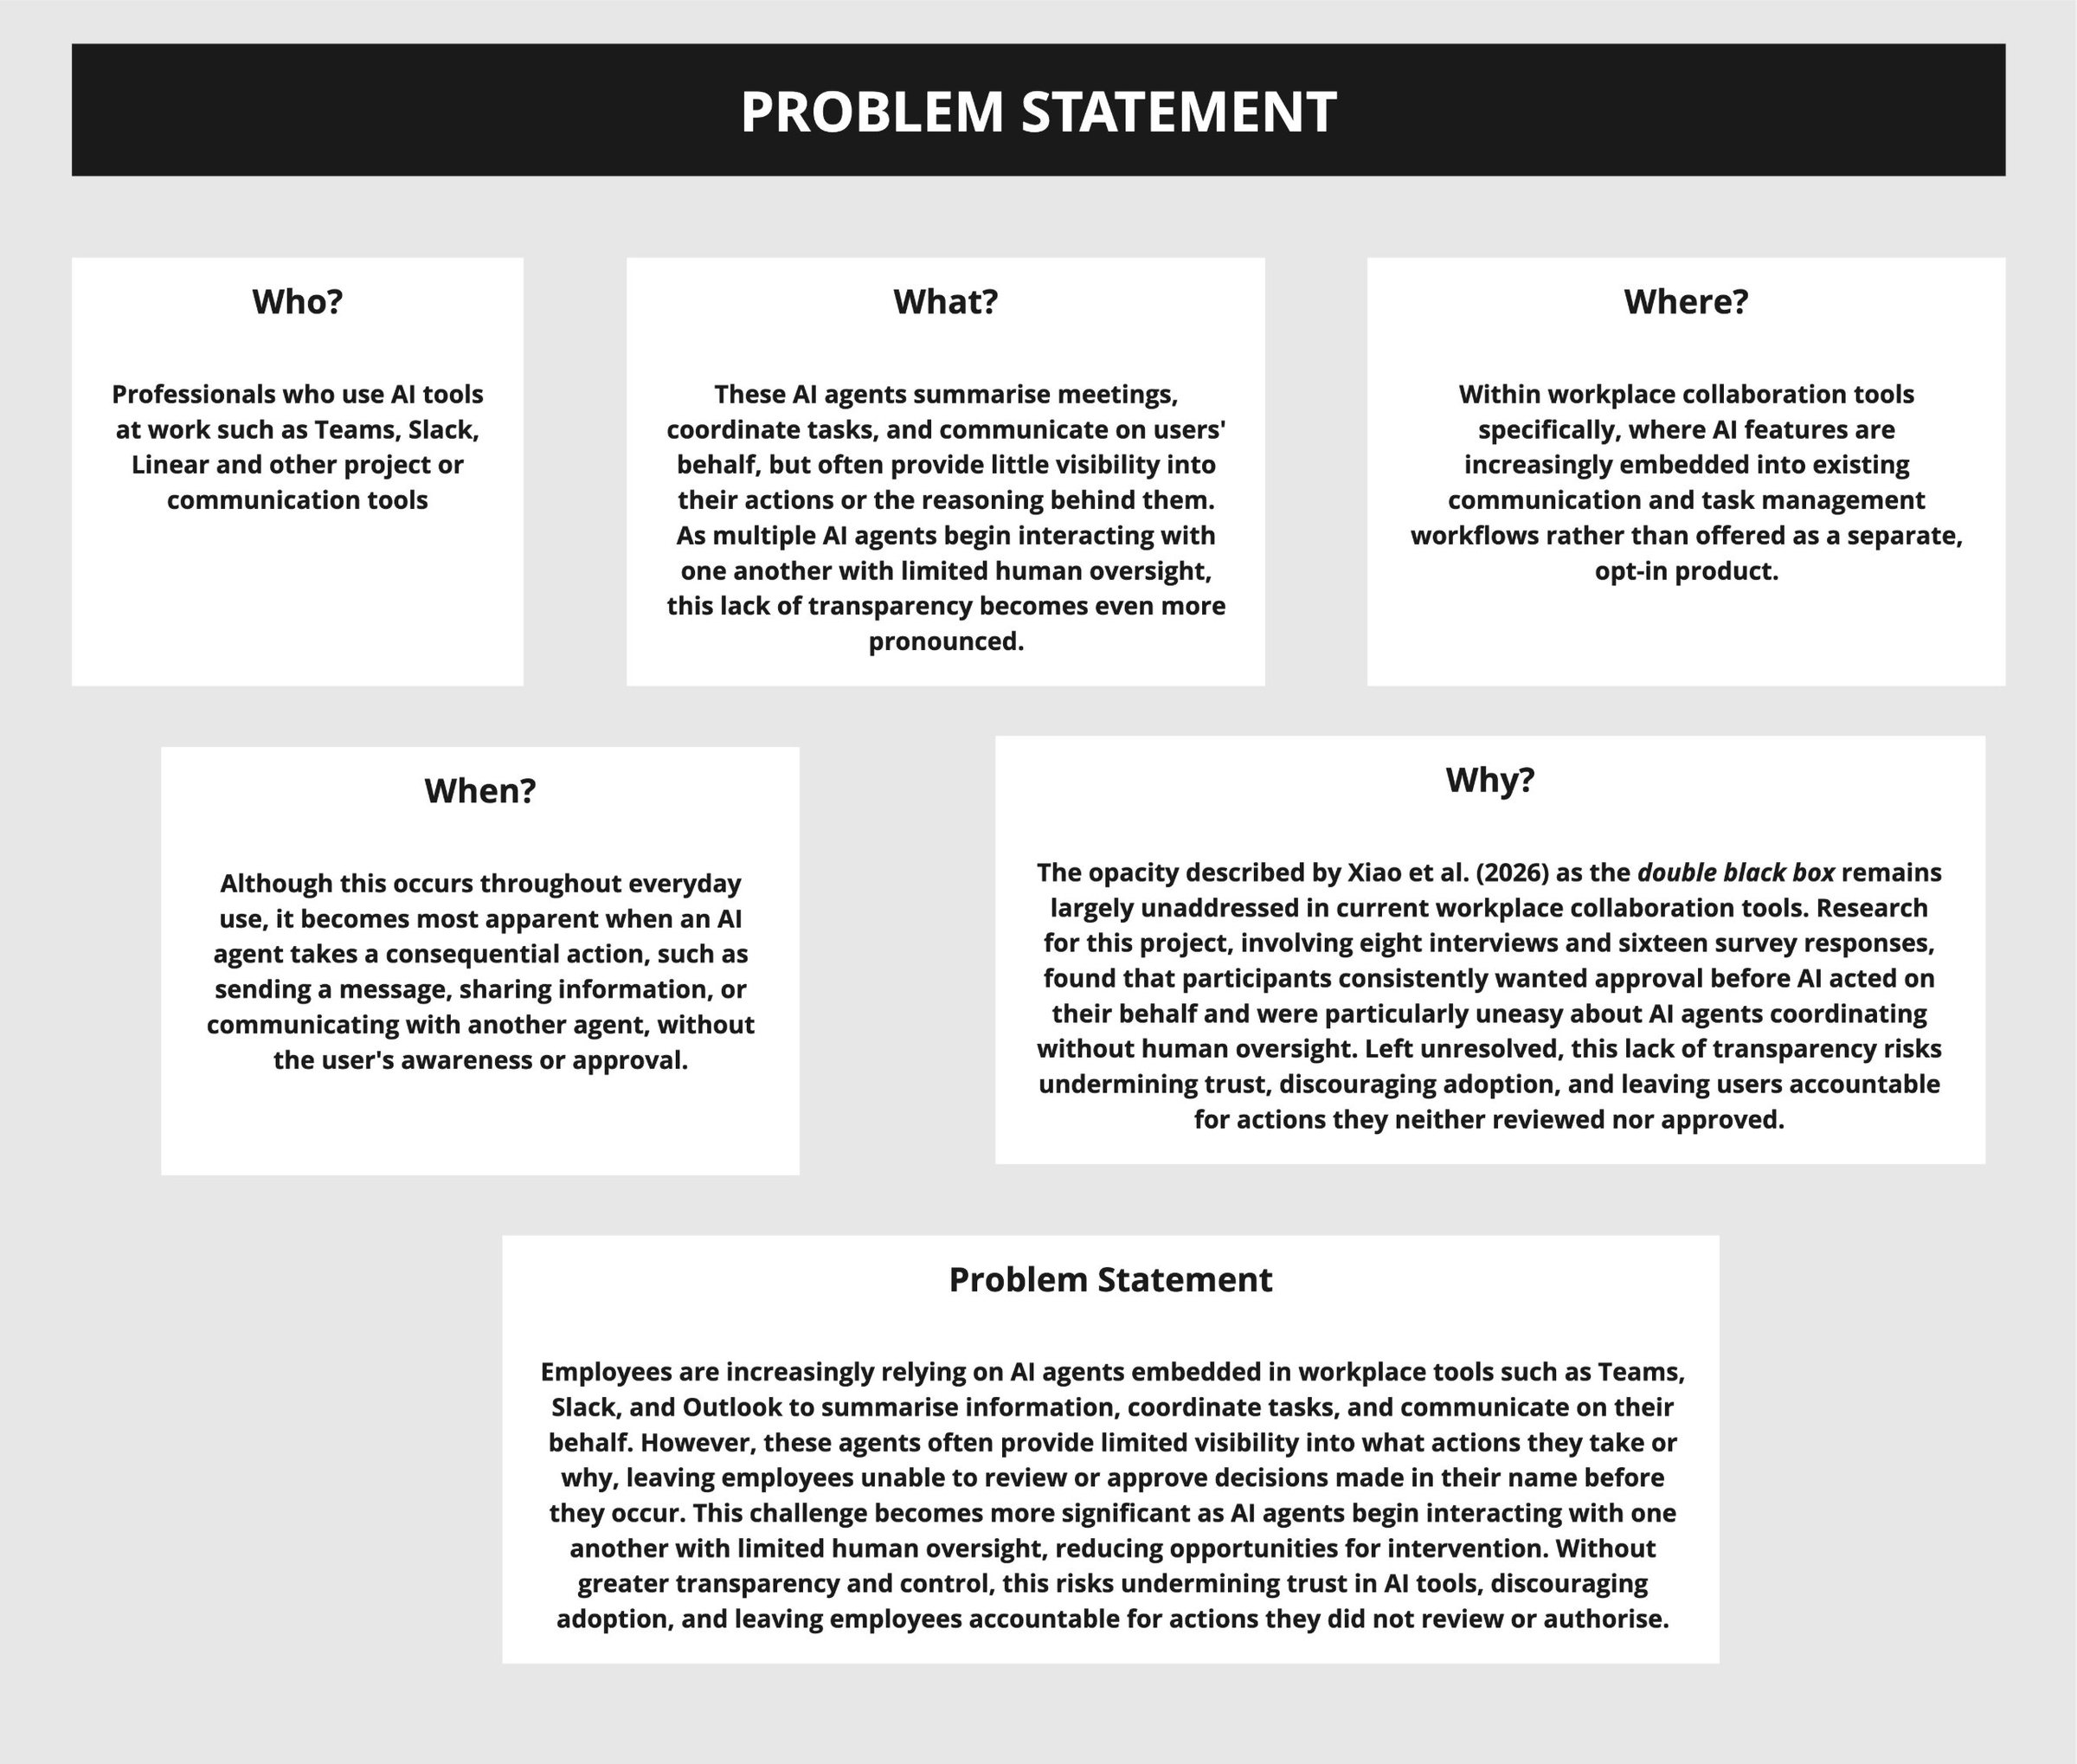 PROBLEM STATEMENT
Who?
Professionals who use AI tools
at work such as Teams, Slack,
Linear and other project or
communication tools
What?
These AI agents summarise meetings,
coordinate tasks, and communicate on users'
behalf, but often provide little visibility into
their actions or the reasoning behind them.
As multiple AI agents begin interacting with
one another with limited human oversight,
this lack of transparency becomes even more
pronounced.
Where?
Within workplace collaboration tools
specifically, where AI features are
increasingly embedded into existing
communication and task management
workflows rather than offered as a separate,
opt-in product.
When?
Although this occurs throughout everyday
use, it becomes most apparent when an AI
agent takes a consequential action, such as
sending a message, sharing information, or
communicating with another agent, without
the user's awareness or approval.
Why?
The opacity described by Xiao et al. (2026) as the double black box remains
largely unaddressed in current workplace collaboration tools. Research
for this project, involving eight interviews and sixteen survey responses,
found that participants consistently wanted approval before AI acted on
their behalf and were particularly uneasy about AI agents coordinating
without human oversight. Left unresolved, this lack of transparency risks
undermining trust, discouraging adoption, and leaving users accountable
for actions they neither reviewed nor approved.
Problem Statement
Employees are increasingly relying on AI agents embedded in workplace tools such as Teams,
Slack, and Outlook to summarise information, coordinate tasks, and communicate on their
behalf. However, these agents often provide limited visibility into what actions they take or
why, leaving employees unable to review or approve decisions made in their name before
they occur. This challenge becomes more significant as AI agents begin interacting with one
another with limited human oversight, reducing opportunities for intervention. Without
greater transparency and control, this risks undermining trust in AI tools, discouraging
adoption, and leaving employees accountable for actions they did not review or authorise.